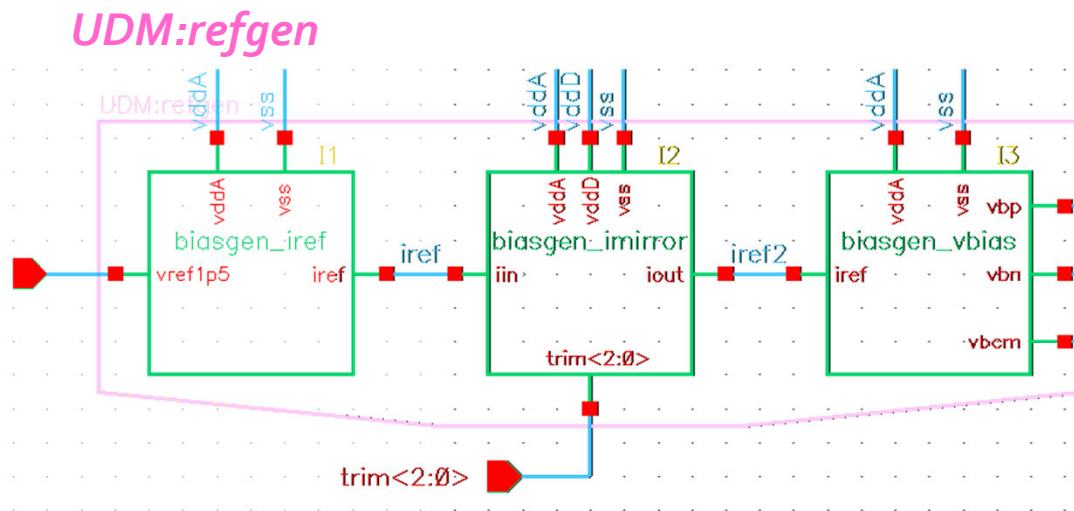 UDM:refgen
UDM:refgen
vddA
vss
vddA
vddD
vss
vddA
vss
I1
I2
I3
vddA
vss
vddA
vddD
vss
vddA
vss
vbp
biasgen_iref
iref
biasgen_imirror
iref2
biasgen_vbias
vref1p5
iref
iin
iout
iref
vbn
vbcm
trim<2:0>
trim<2:0>